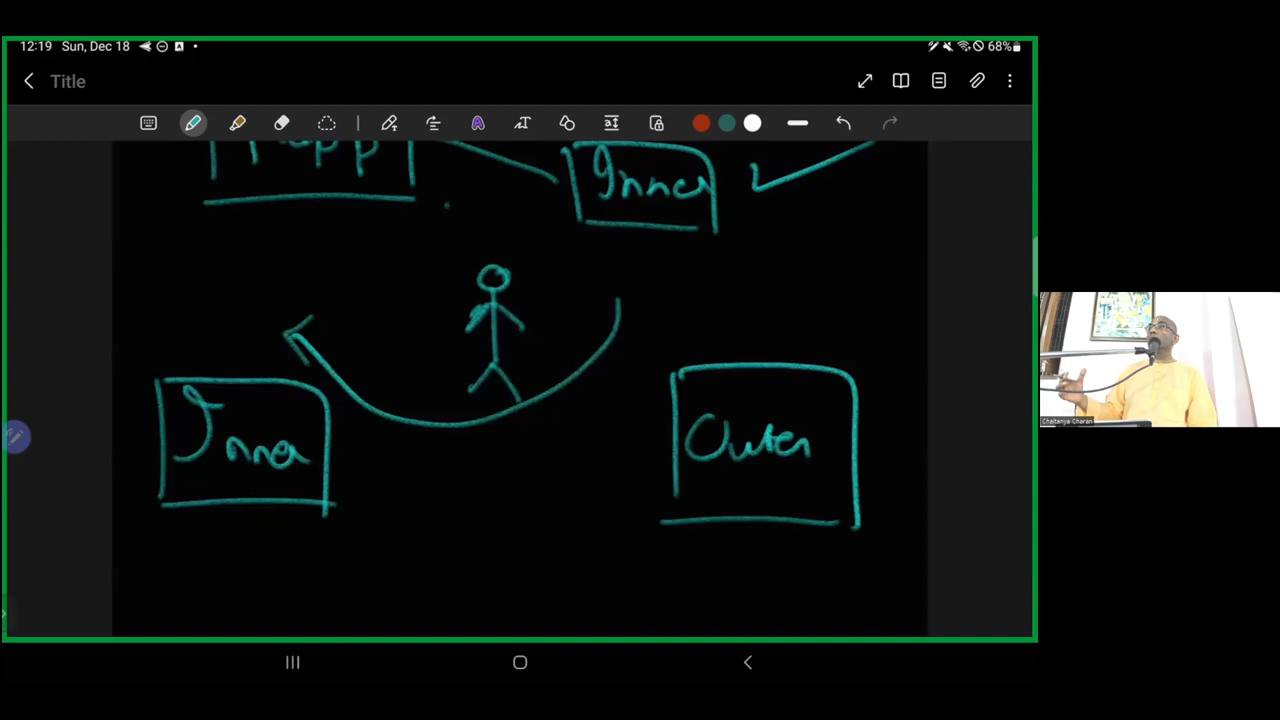 12:19 Sun, Dec 18
68%
Title
Inner
Inner
Outer
Chaitanya Charan